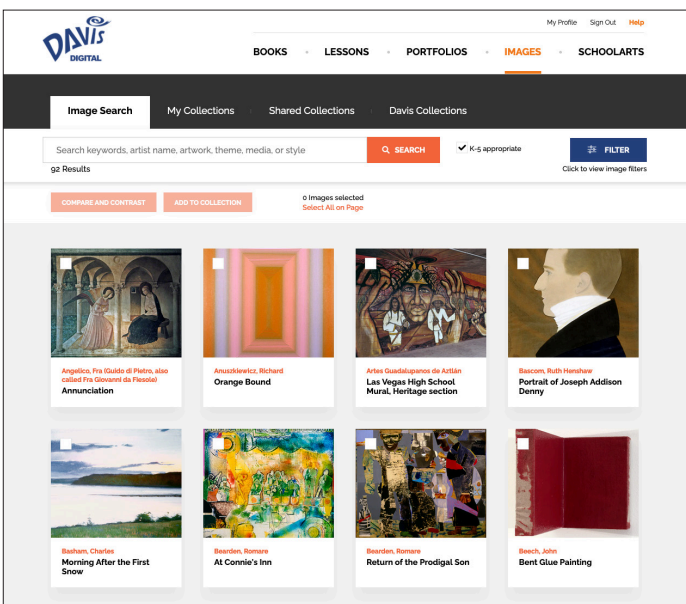 My Profile Sign Out Help
DAVIS
DIGITAL
BOOKS LESSONS PORTFOLIOS IMAGES SCHOOLARTS
Image Search My Collections Shared Collections Davis Collections
Search keywords, artist name, artwork, theme, media, or style
SEARCH
K-5 appropriate
FILTER
92 Results
Click to view image filters
COMPARE AND CONTRAST
ADD TO COLLECTION
0 Images selected
Select All on Page
Angelico, Fra (Guido di Pietro, also
called Fra Giovanni da Fiesole)
Annunciation
Anuszkiewicz, Richard
Orange Bound
Artes Guadalupanos de Aztlán
Las Vegas High School
Mural, Heritage section
Bascom, Ruth Henshaw
Portrait of Joseph Addison
Denny
Basham, Charles
Morning After the First
Snow
Bearden, Romare
At Connie's Inn
Bearden, Romare
Return of the Prodigal Son
Beech, John
Bent Glue Painting